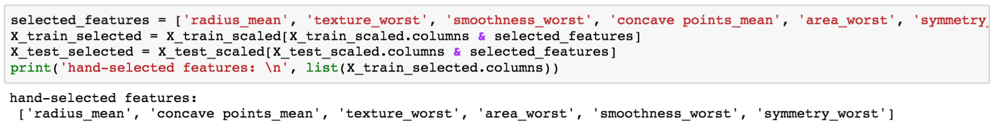 selected_features = ['radius_mean', 'texture_worst', 'smoothness_worst', 'concave points_mean', 'area_worst', 'symmetry_
X_train_selected = X_train_scaled[X_train_scaled.columns & selected_features]
X_test_selected = X_test_scaled[X_test_scaled.columns & selected_features]
print('hand-selected features: \n', list(X_train_selected.columns))
hand-selected features:
['radius_mean', 'concave points_mean', 'texture_worst', 'area_worst', 'smoothness_worst', 'symmetry_worst']